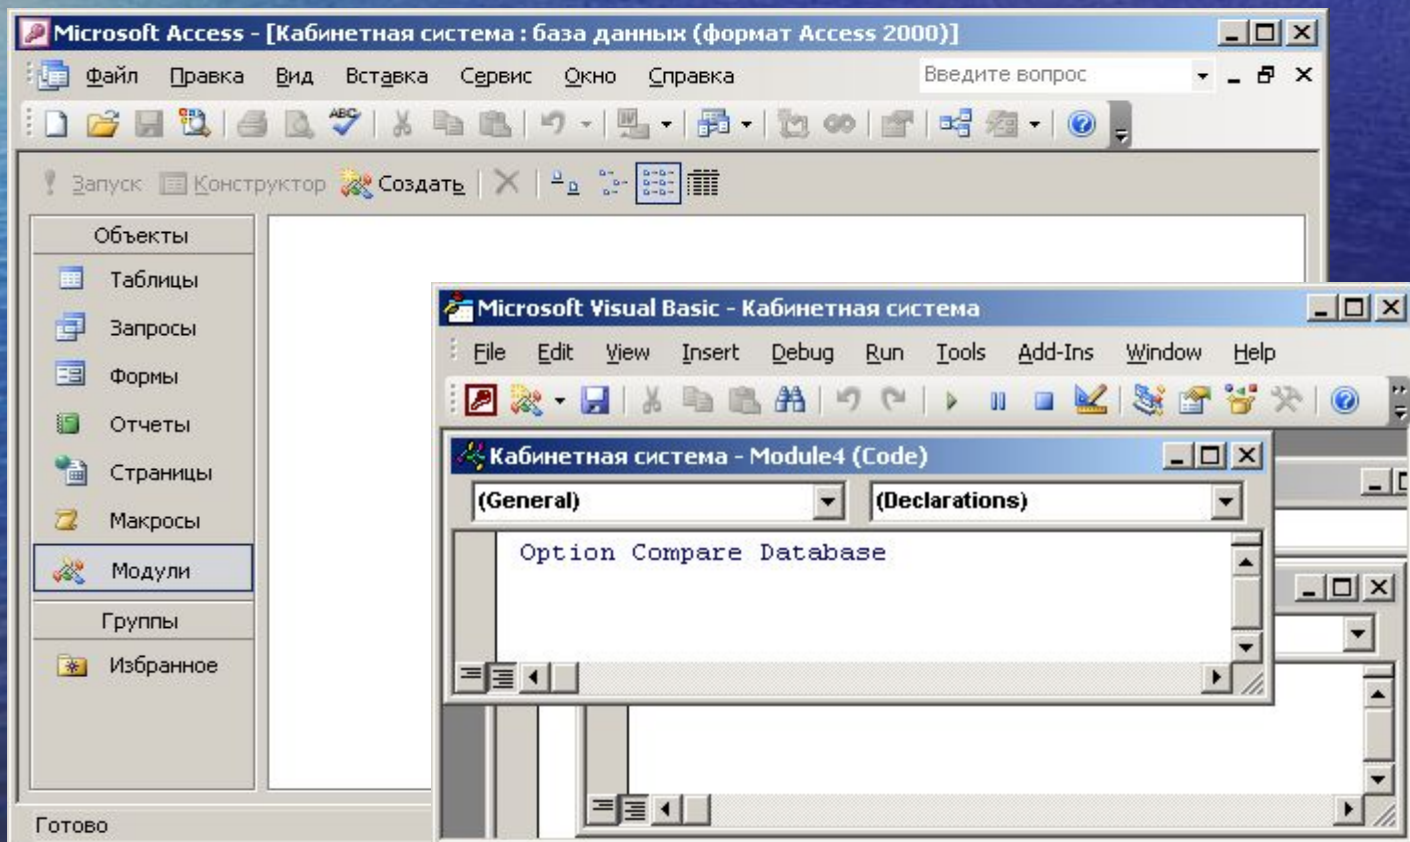 Microsoft Access - [Кабинетная система : база данных (формат Access 2000)]
Файл Правка Вид Вставка Сервис Окно Справка Введите вопрос
ABC
Запуск Конструктор Создать
Объекты
Таблицы
Запросы
Формы
Отчеты
Страницы
Макросы
Модули
Группы
Избранное
Готово
Microsoft Visual Basic - Кабинетная система
File Edit View Insert Debug Run Tools Add-Ins Window Help
Кабинетная система - Module4 (Code)
(General) (Declarations)
Option Compare Database